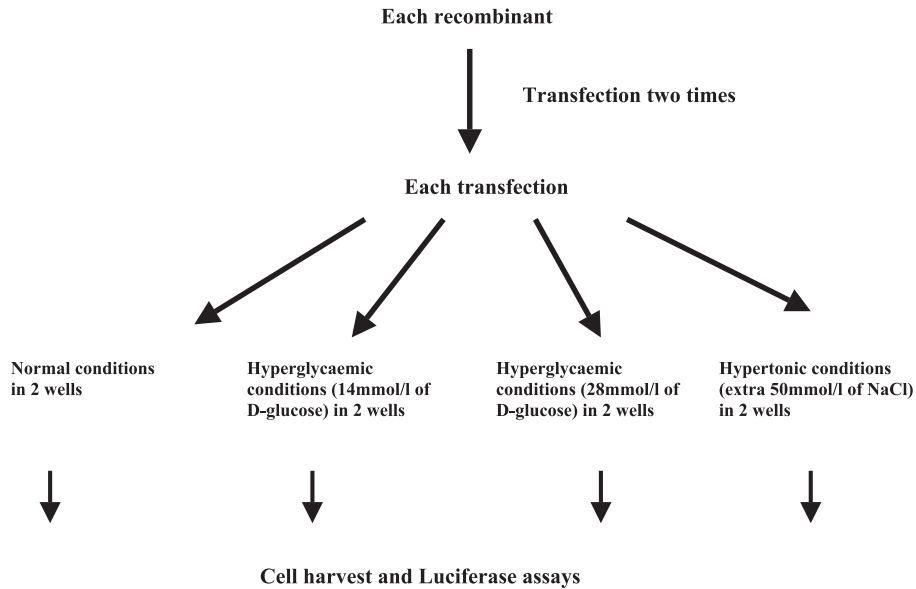 Each recombinant
Transfection two times
Each transfection
Normal conditions
in 2 wells
Hyperglycaemic
conditions (14mmol/l of
D-glucose) in 2 wells
Hyperglycaemic
conditions (28mmol/l of
D-glucose) in 2 wells
Hypertonic conditions
(extra 50mmol/l of NaCl)
in 2 wells
Cell harvest and Luciferase assays